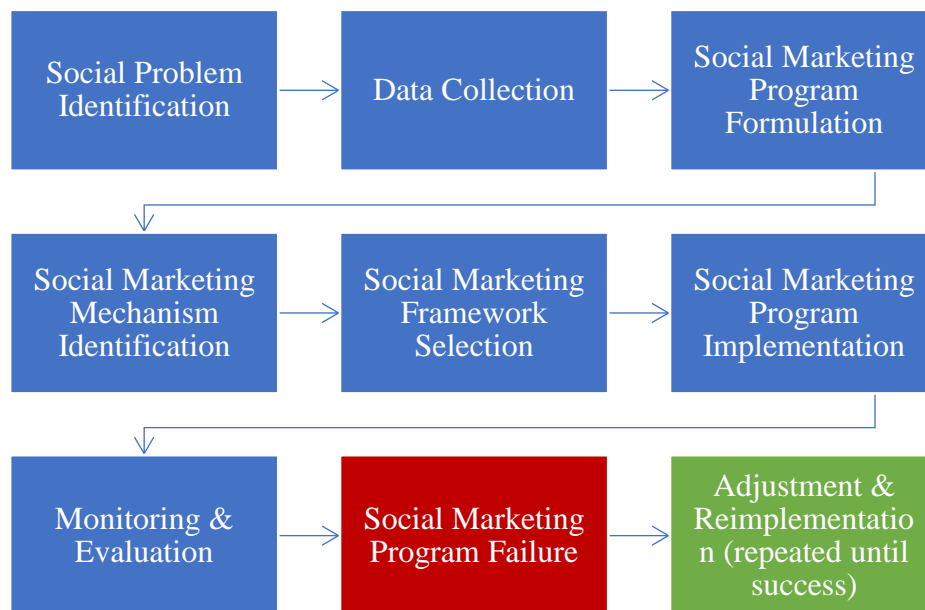 Social Problem
Identification
Data Collection
Social Marketing
Program
Formulation
Social Marketing
Mechanism
Identification
Social Marketing
Framework
Selection
Social Marketing
Program
Implementation
Monitoring &
Evaluation
Social Marketing
Program Failure
Adjustment &
Reimplementatio
n (repeated until
success)